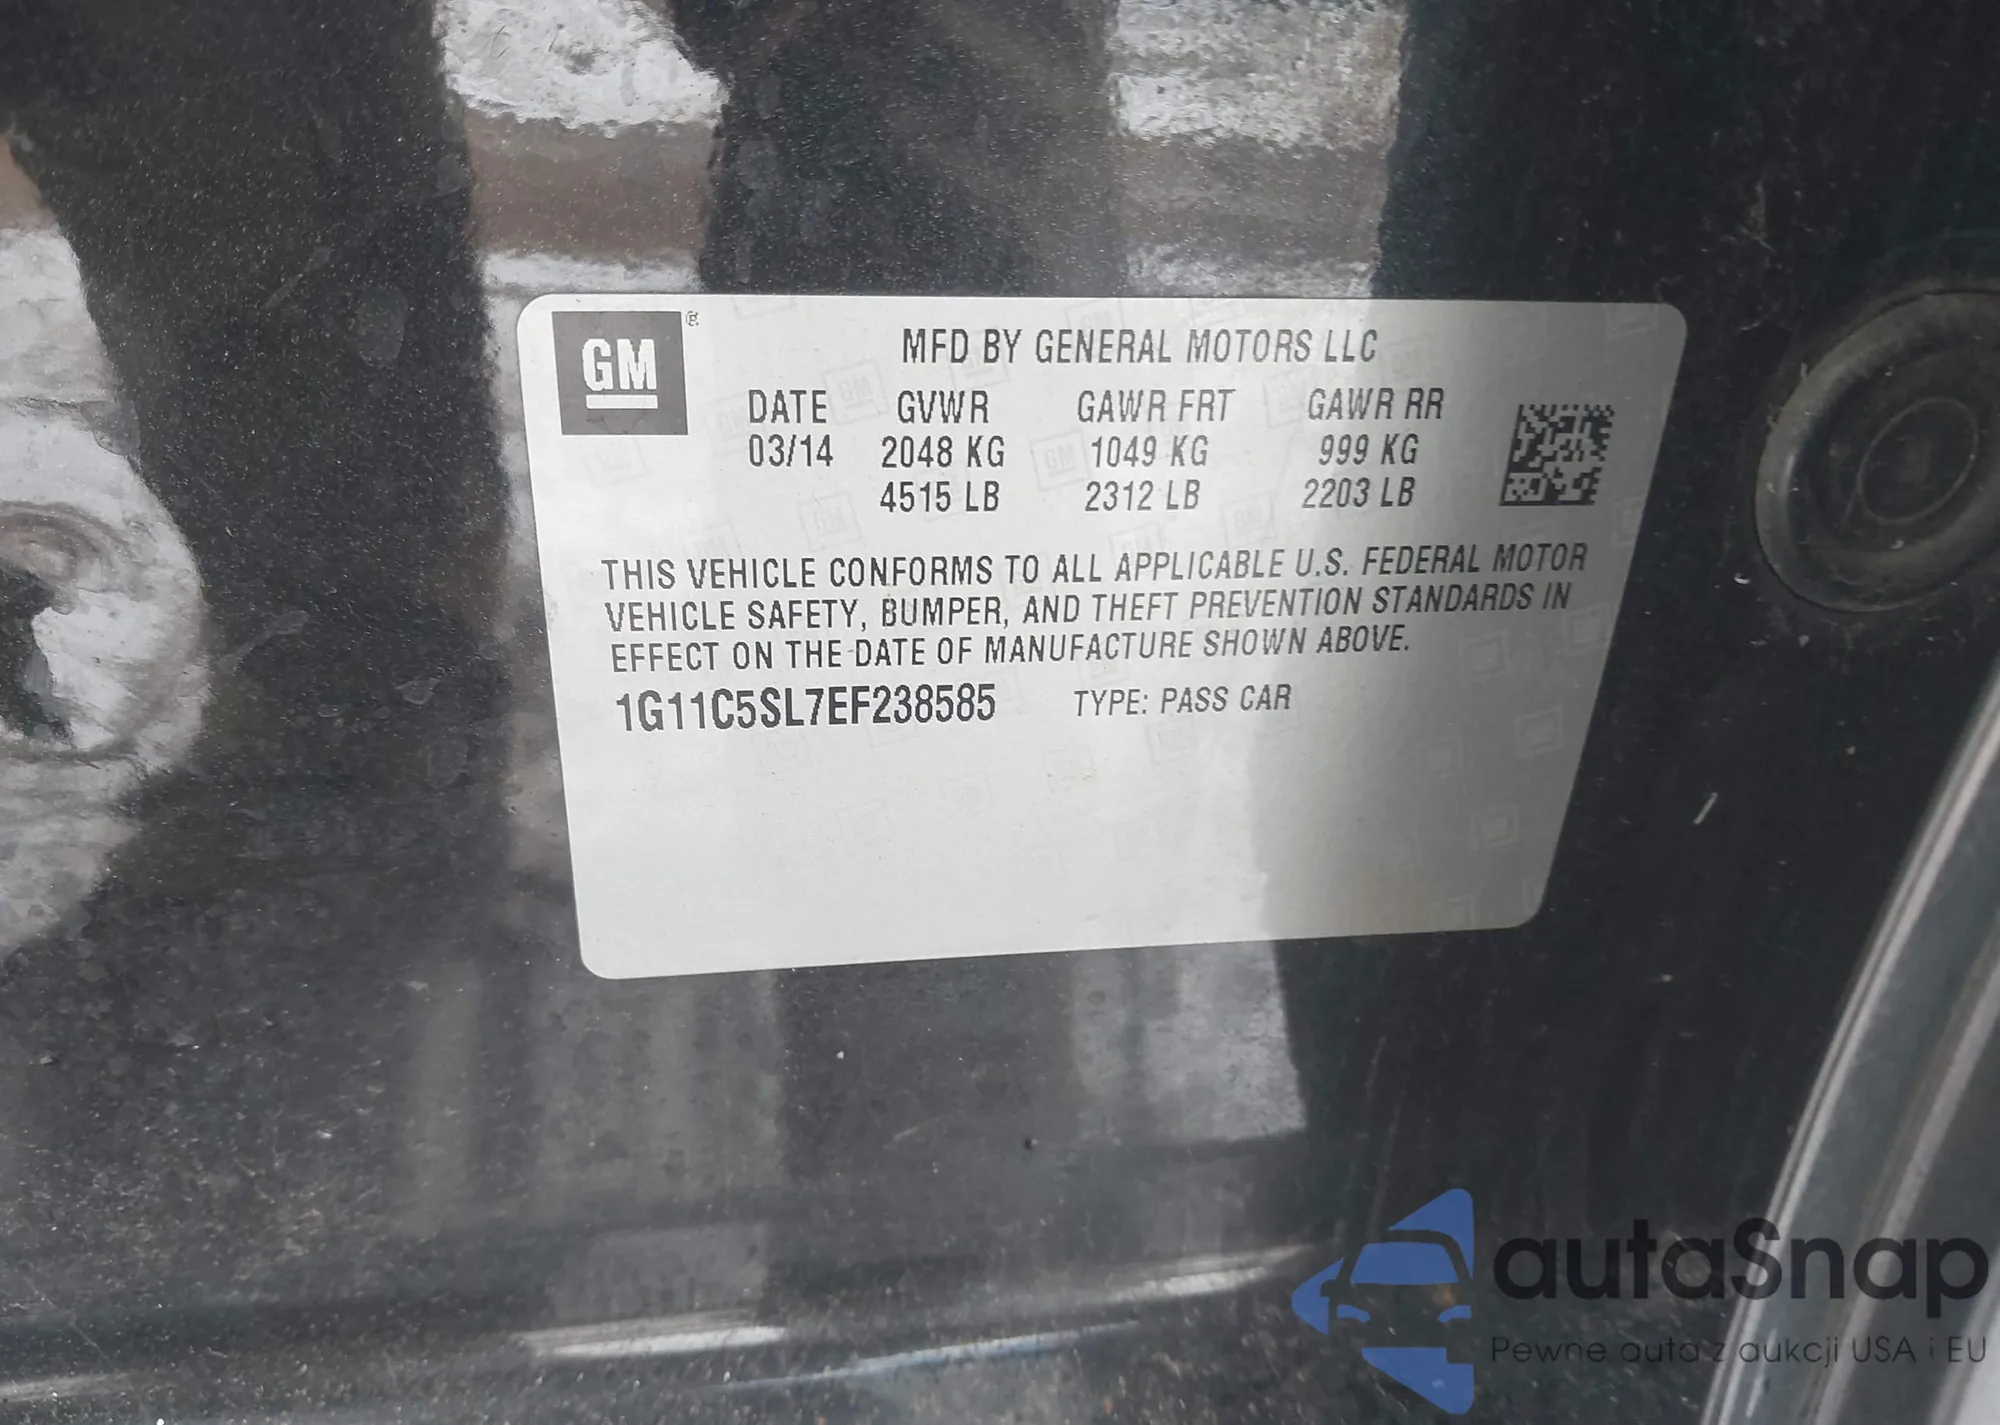 GM ®
MFD BY GENERAL MOTORS LLC
DATE GVWR GAWR FRT GAWR RR
03/14 2048 KG 1049 KG 999 KG
4515 LB 2312 LB 2203 LB
THIS VEHICLE CONFORMS TO ALL APPLICABLE U.S. FEDERAL MOTOR
VEHICLE SAFETY, BUMPER, AND THEFT PREVENTION STANDARDS IN
EFFECT ON THE DATE OF MANUFACTURE SHOWN ABOVE.
1G11C5SL7EF238585 TYPE: PASS CAR
autaSnap
Pewne auta z aukcji USA i EU